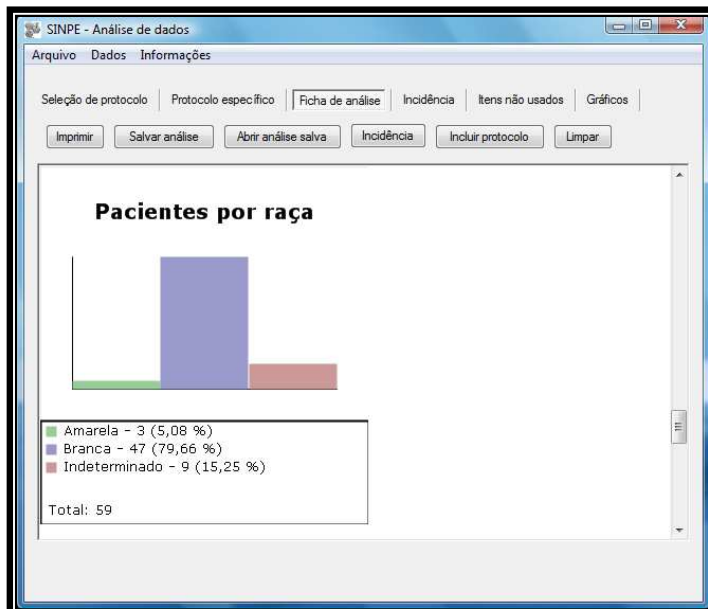 SINPE - Análise de dados
Arquivo Dados Informações
Seleção de protocolo Protocolo específico Ficha de análise Incidência Itens não usados Gráficos
Imprimir Salvar análise Abrir análise salva Incidência Incluir protocolo Limpar
Pacientes por raça
Amarela - 3 (5,08 %)
Branca - 47 (79,66 %)
Indeterminado - 9 (15,25 %)
Total: 59